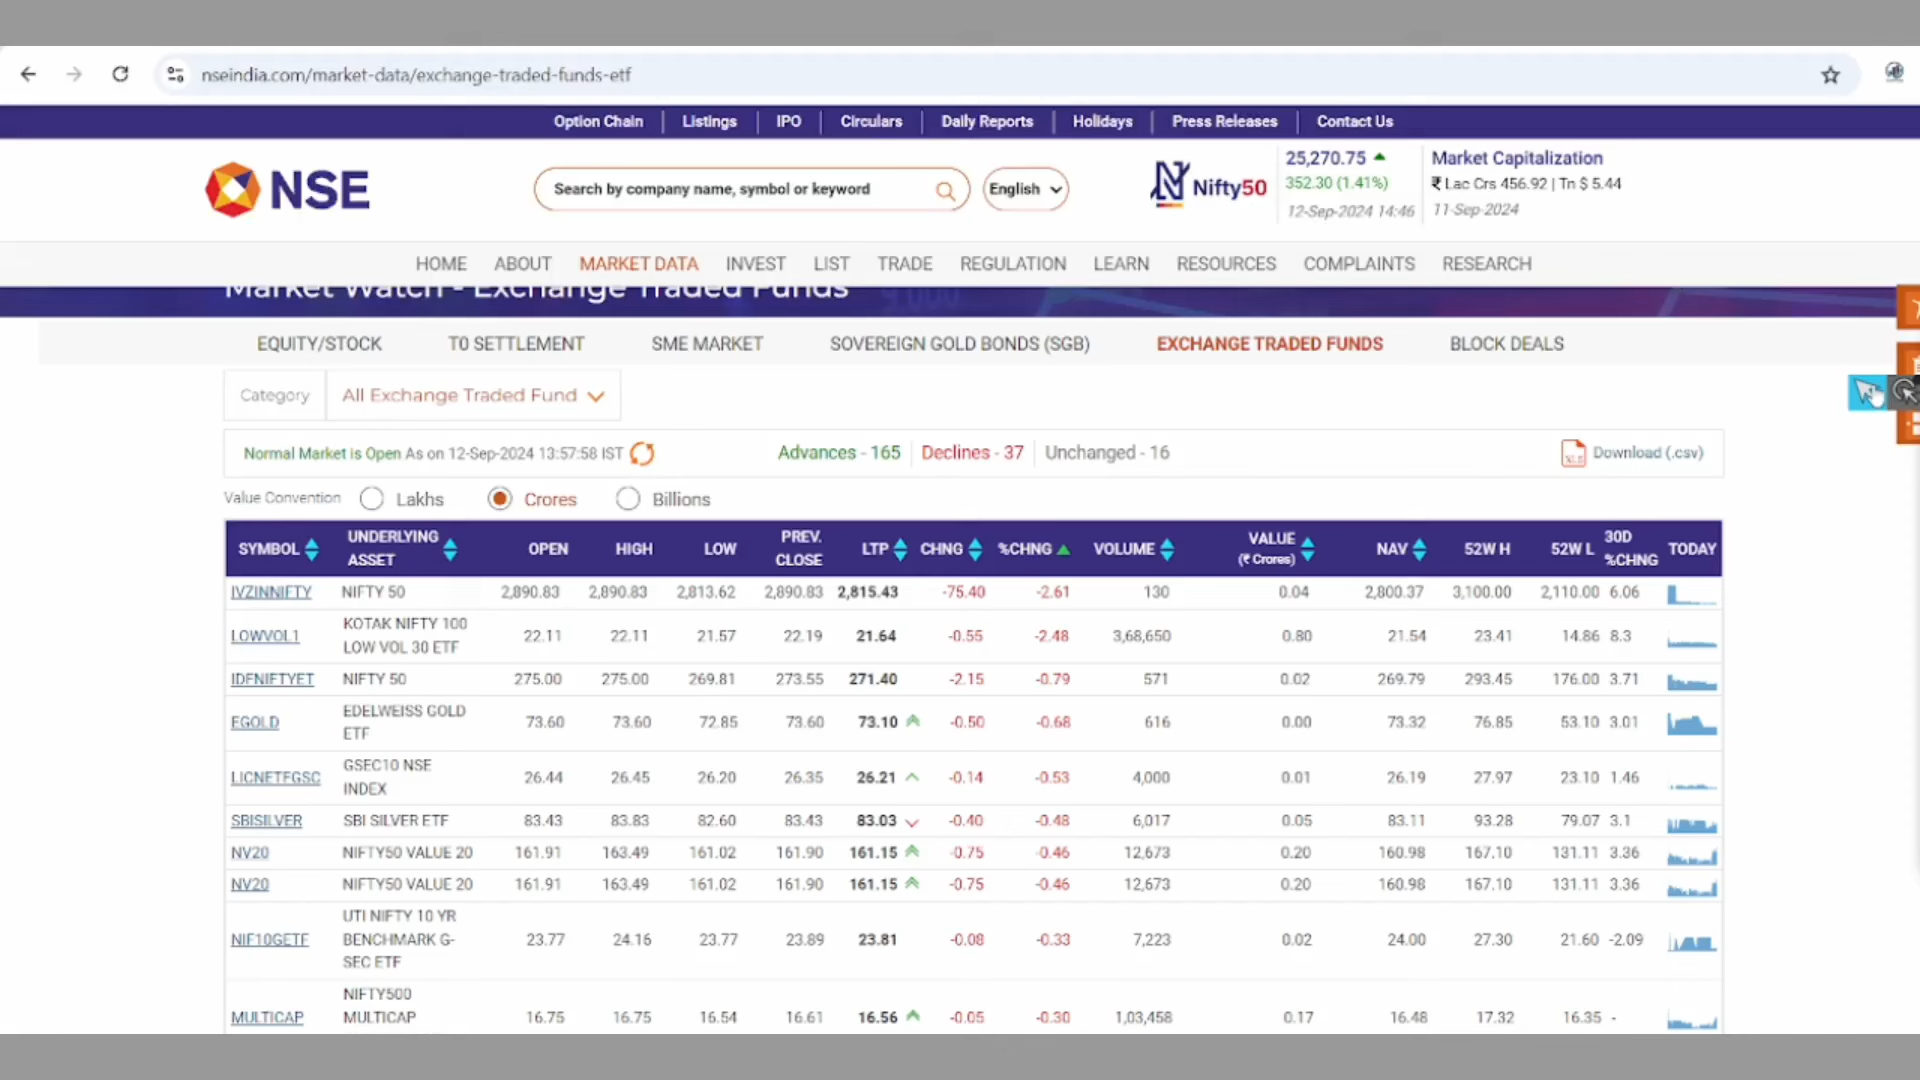 nseindia.com/market-data/exchange-traded-funds-etf
Option Chain | Listings | IPO | Circulars | Daily Reports | Holidays | Press Releases | Contact Us
NSE
Search by company name, symbol or keyword
English
Nifty50
25,270.75
352.30 (1.41%)
12-Sep-2024 14:46
Market Capitalization
₹ Lac Crs 456.92 | Tn $ 5.44
11-Sep-2024
HOME ABOUT MARKET DATA INVEST LIST TRADE REGULATION LEARN RESOURCES COMPLAINTS RESEARCH
Market Watch - Exchange Traded Funds
EQUITY/STOCK T0 SETTLEMENT SME MARKET SOVEREIGN GOLD BONDS (SGB) EXCHANGE TRADED FUNDS BLOCK DEALS
Category All Exchange Traded Fund
Normal Market is Open As on 12-Sep-2024 13:57:58 IST Advances - 165 Declines - 37 Unchanged - 16 Download (.csv)
Value Convention Lakhs Crores Billions
SYMBOL UNDERLYING ASSET OPEN HIGH LOW PREV. CLOSE LTP CHNG %CHNG VOLUME VALUE (₹ Crores) NAV 52W H 52W L 30D %CHNG TODAY
IVZINNIFTY NIFTY 50 2,890.83 2,890.83 2,813.62 2,890.83 2,815.43 -75.40 -2.61 130 0.04 2,800.37 3,100.00 2,110.00 6.06
LOWVOL1 KOTAK NIFTY 100 LOW VOL 30 ETF 22.11 22.11 21.57 22.19 21.64 -0.55 -2.48 3,68,650 0.80 21.54 23.41 14.86 8.3
IDFNIFTYET NIFTY 50 275.00 275.00 269.81 273.55 271.40 -2.15 -0.79 571 0.02 269.79 293.45 176.00 3.71
EGOLD EDELWEISS GOLD ETF 73.60 73.60 72.85 73.60 73.10 -0.50 -0.68 616 0.00 73.32 76.85 53.10 3.01
LICNETFGSC GSEC10 NSE INDEX 26.44 26.45 26.20 26.35 26.21 -0.14 -0.53 4,000 0.01 26.19 27.97 23.10 1.46
SBISILVER SBI SILVER ETF 83.43 83.83 82.60 83.43 83.03 -0.40 -0.48 6,017 0.05 83.11 93.28 79.07 3.1
NV20 NIFTY50 VALUE 20 161.91 163.49 161.02 161.90 161.15 -0.75 -0.46 12,673 0.20 160.98 167.10 131.11 3.36
NV20 NIFTY50 VALUE 20 161.91 163.49 161.02 161.90 161.15 -0.75 -0.46 12,673 0.20 160.98 167.10 131.11 3.36
NIF10GETF UTI NIFTY 10 YR BENCHMARK G-SEC ETF 23.77 24.16 23.77 23.89 23.81 -0.08 -0.33 7,223 0.02 24.00 27.30 21.60 -2.09
MULTICAP NIFTY500 MULTICAP 16.75 16.75 16.54 16.61 16.56 -0.05 -0.30 1,03,458 0.17 16.48 17.32 16.35 -